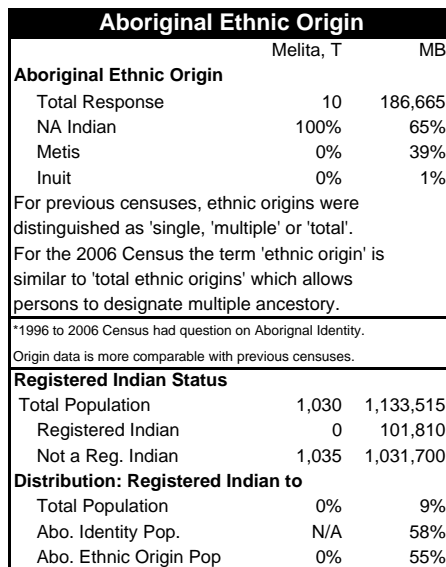 Aboriginal Ethnic Origin
Melita, T MB
Aboriginal Ethnic Origin
Total Response 10 186,665
NA Indian 100% 65%
Metis 0% 39%
Inuit 0% 1%
For previous censuses, ethnic origins were
distinguished as 'single, 'multiple' or 'total'.
For the 2006 Census the term 'ethnic origin' is
similar to 'total ethnic origins' which allows
persons to designate multiple ancestory.
*1996 to 2006 Census had question on Aborignal Identity.
Origin data is more comparable with previous censuses.
Registered Indian Status
Total Population 1,030 1,133,515
Registered Indian 0 101,810
Not a Reg. Indian 1,035 1,031,700
Distribution: Registered Indian to
Total Population 0% 9%
Abo. Identity Pop. N/A 58%
Abo. Ethnic Origin Pop 0% 55%